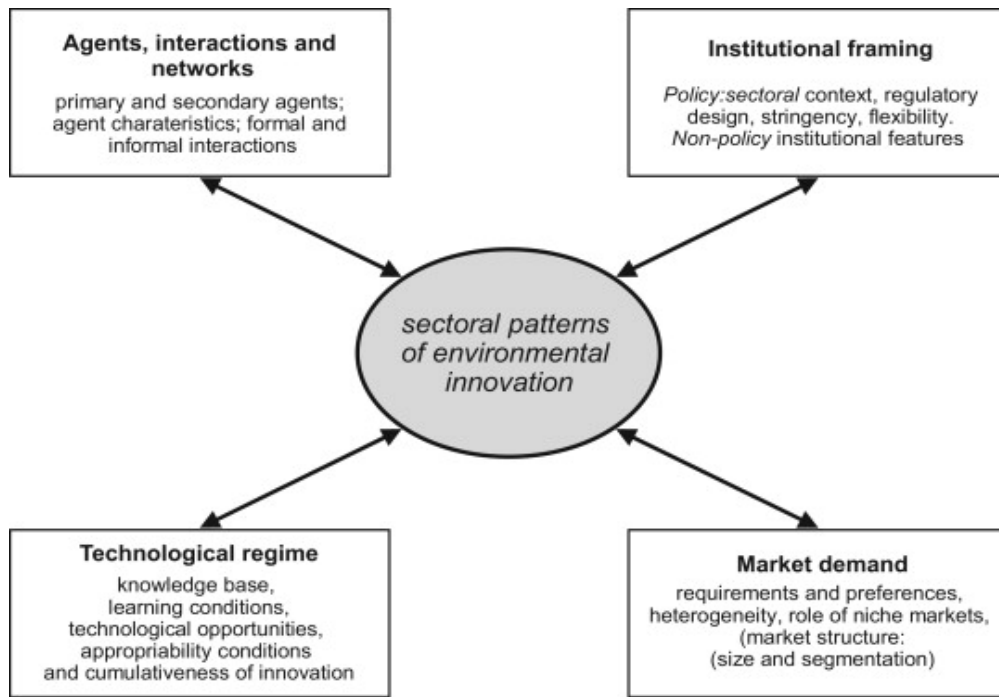 Agents, interactions and
networks
primary and secondary agents;
agent charateristics; formal and
informal interactions
Institutional framing
Policy:sectoral context, regulatory
design, stringency, flexibility.
Non-policy institutional features
sectoral patterns
of environmental
innovation
Technological regime
knowledge base,
learning conditions,
technological opportunities,
appropriability conditions
and cumulativeness of innovation
Market demand
requirements and preferences,
heterogeneity, role of niche markets,
(market structure:
(size and segmentation)